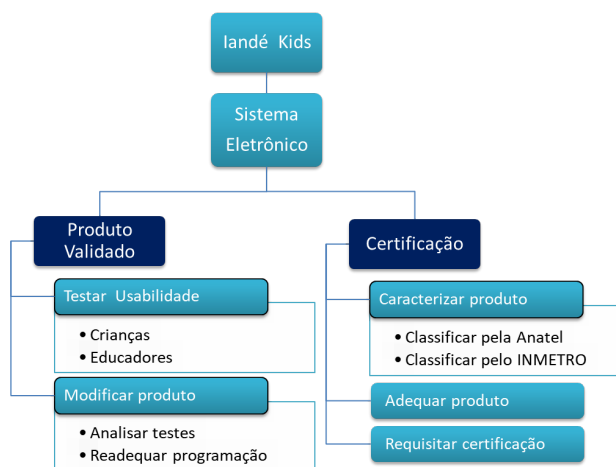 Iandé Kids
Sistema
Eletrônico
Produto
Validado
Testar Usabilidade
• Crianças
• Educadores
Modificar produto
• Analisar testes
• Readequar programação
Certificação
Caracterizar produto
• Classificar pela Anatel
• Classificar pelo INMETRO
Adequar produto
Requisitar certificação